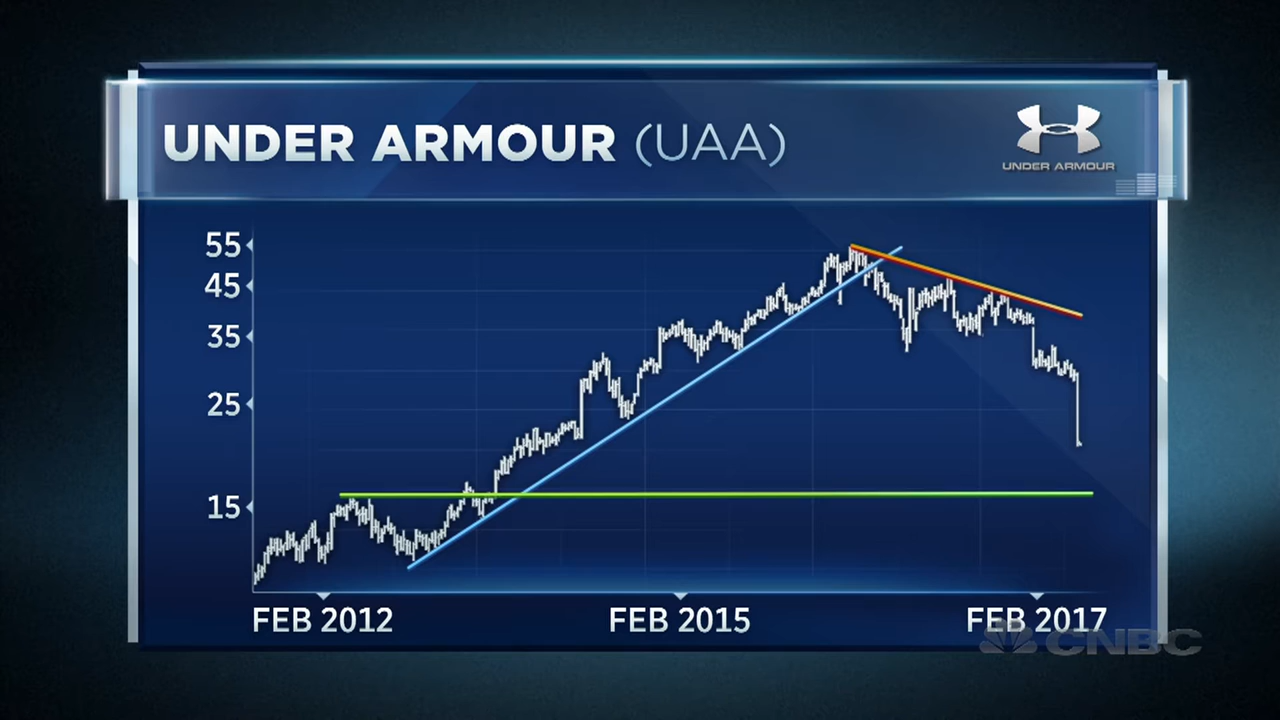 UNDER ARMOUR (UAA)
UNDER ARMOUR
55
45
35
25
15
FEB 2012 FEB 2015 FEB 2017
CNBC